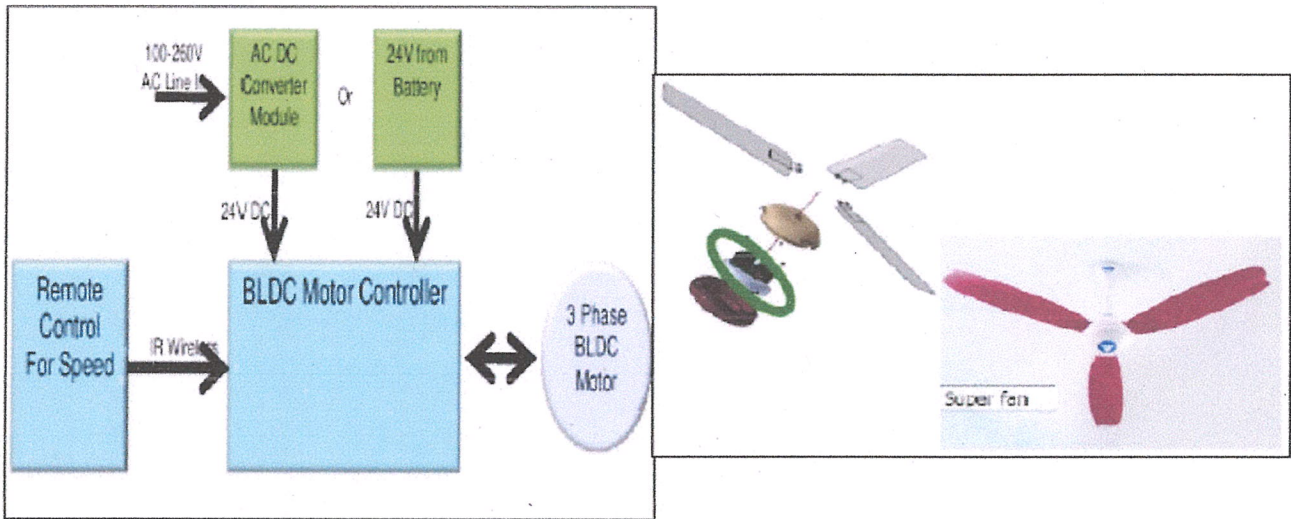 100-260V
AC Line I
AC DC
Converter
Module
Or
24V from
Battery
24V DC
24V DC
Remote
Control
For Speed
IR Wireless
BLDC Motor Controller
3 Phase
BLDC
Motor
Super fan